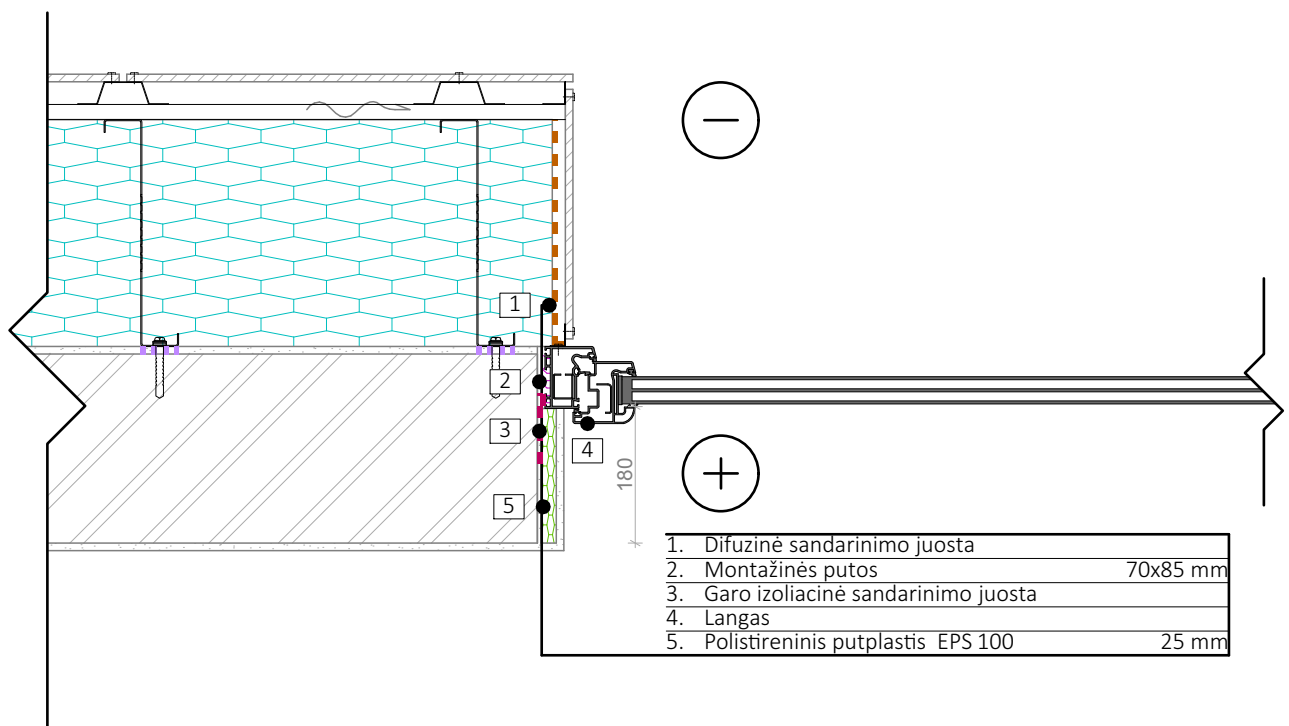 1
2
3
4
5
180
1. Difuzinė sandarinimo juosta
2. Montažinės putos 70x85 mm
3. Garo izoliacinė sandarinimo juosta
4. Langas
5. Polistireninis putplastis EPS 100 25 mm